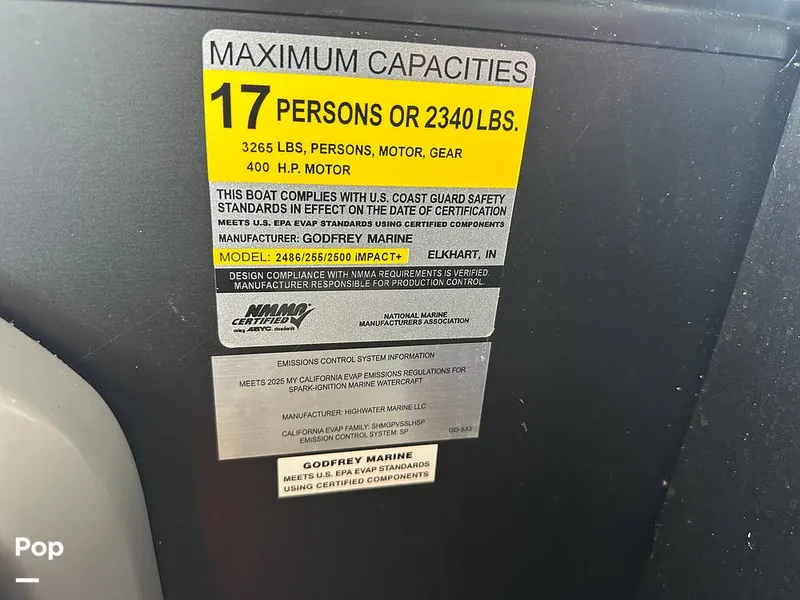 MAXIMUM CAPACITIES
17 PERSONS OR 2340 LBS.
3265 LBS, PERSONS, MOTOR, GEAR
400 H.P. MOTOR
THIS BOAT COMPLIES WITH U.S. COAST GUARD SAFETY
STANDARDS IN EFFECT ON THE DATE OF CERTIFICATION
MEETS U.S. EPA EVAP STANDARDS USING CERTIFIED COMPONENTS
MANUFACTURER: GODFREY MARINE
MODEL: 2486/255/2500 iMPACT+ ELKHART, IN
DESIGN COMPLIANCE WITH NMMA REQUIREMENTS IS VERIFIED.
MANUFACTURER RESPONSIBLE FOR PRODUCTION CONTROL.
NMMA
CERTIFIED
using ABYC standards
NATIONAL MARINE
MANUFACTURERS ASSOCIATION
EMISSIONS CONTROL SYSTEM INFORMATION
MEETS 2025 MY CALIFORNIA EVAP EMISSIONS REGULATIONS FOR
SPARK-IGNITION MARINE WATERCRAFT
MANUFACTURER: HIGHWATER MARINE LLC
CALIFORNIA EVAP FAMILY: SHMGPVSSLHSP
EMISSION CONTROL SYSTEM: SP
GD-533
GODFREY MARINE
MEETS U.S. EPA EVAP STANDARDS
USING CERTIFIED COMPONENTS
Pop